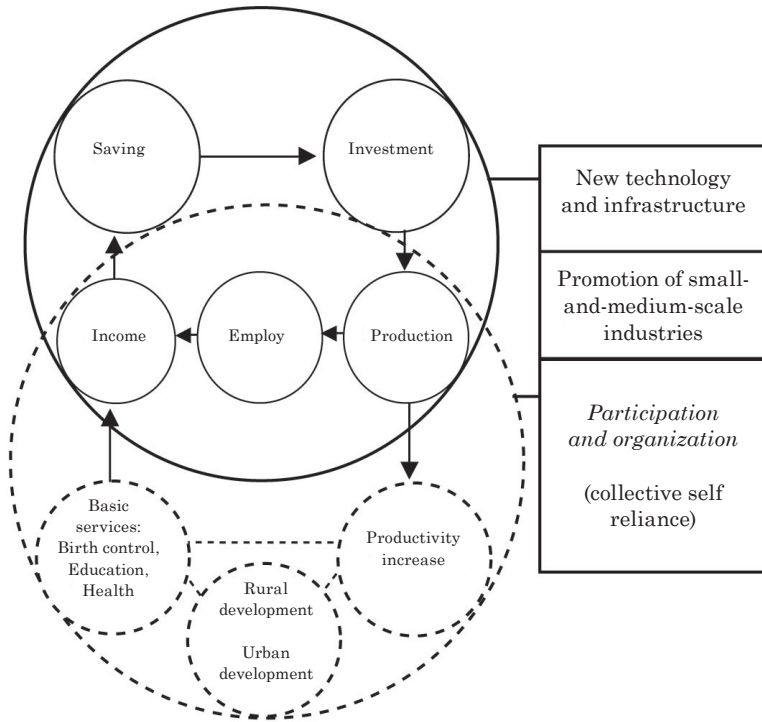 Saving
Investment
Income
Employ
Production
Basic
services:
Birth control,
Education,
Health
Productivity
increase
Rural
development
Urban
development
New technology
and infrastructure
Promotion of small-
and-medium-scale
industries
Participation
and organization
(collective self
reliance)